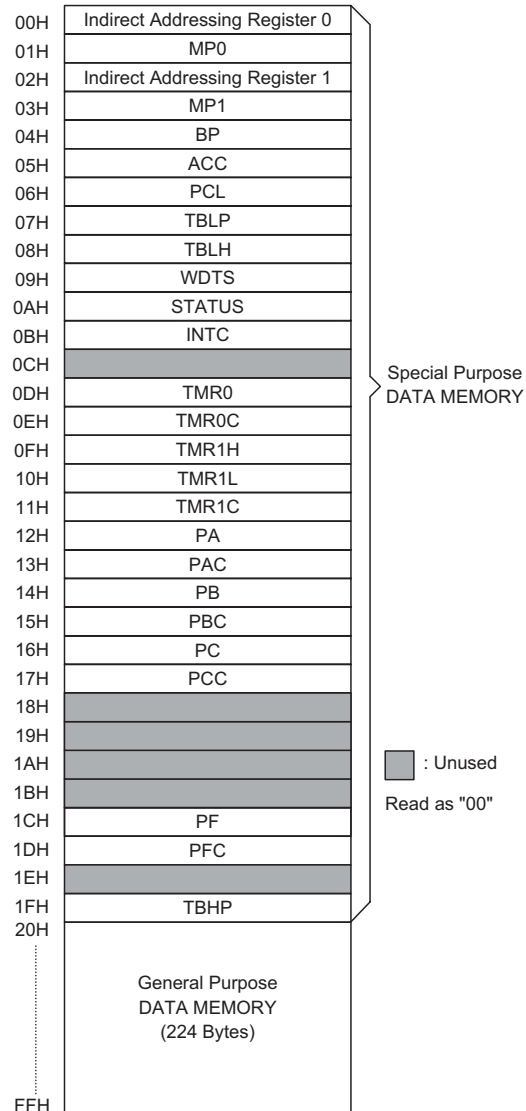 00H Indirect Addressing Register 0
01H MP0
02H Indirect Addressing Register 1
03H MP1
04H BP
05H ACC
06H PCL
07H TBLP
08H TBLH
09H WDTS
0AH STATUS
0BH INTC
0CH
0DH TMR0
0EH TMR0C
0FH TMR1H
10H TMR1L
11H TMR1C
12H PA
13H PAC
14H PB
15H PBC
16H PC
17H PCC
18H
19H
1AH
1BH
1CH PF
1DH PFC
1EH
1FH TBHP
20H
General Purpose
DATA MEMORY
(224 Bytes)
FFH
Special Purpose
DATA MEMORY
: Unused
Read as "00"